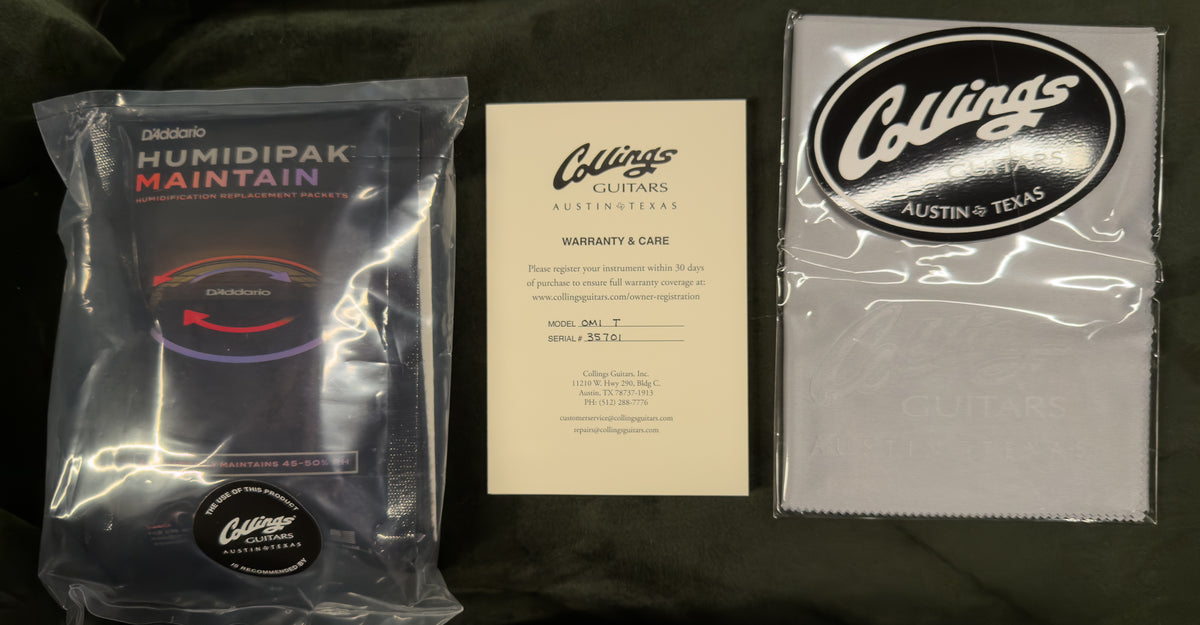 D'Addario
HUMIDIPAK™
MAINTAIN
HUMIDIFICATION REPLACEMENT PACKETS
D'Addario
MAINTAINS 45-50% RH
THE USE OF THIS PRODUCT
Collings
GUITARS
AUSTIN TEXAS
IS RECOMMENDED BY
Collings
GUITARS
AUSTIN TEXAS
WARRANTY & CARE
Please register your instrument within 30 days
of purchase to ensure full warranty coverage at:
www.collingsguitars.com/owner-registration
MODEL OM1 T
SERIAL # 35701
Collings Guitars, Inc.
11210 W. Hwy 290, Bldg C.
Austin, TX 78737-1913
PH: (512) 288-7776
customerservice@collingsguitars.com
repairs@collingsguitars.com
Collings
GUITARS
AUSTIN TEXAS
Collings
GUITARS
AUSTIN TEXAS